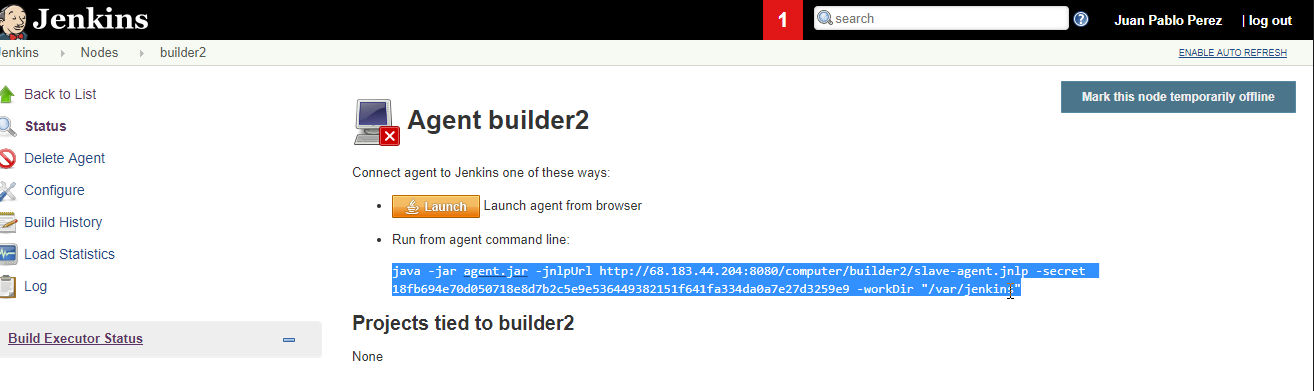 Jenkins
1
search
?
Juan Pablo Perez | log out
enkins Nodes builder2
ENABLE AUTO REFRESH
Back to List
Status
Delete Agent
Configure
Build History
Load Statistics
Log
Build Executor Status
Mark this node temporarily offline
Agent builder2
Connect agent to Jenkins one of these ways:
Launch Launch agent from browser
Run from agent command line:
java -jar agent.jar -jnlpUrl http://68.183.44.204:8080/computer/builder2/slave-agent.jnlp -secret
18fb694e70d050718e8d7b2c5e9e536449382151f641fa334da0a7e27d3259e9 -workDir "/var/jenkins"
Projects tied to builder2
None